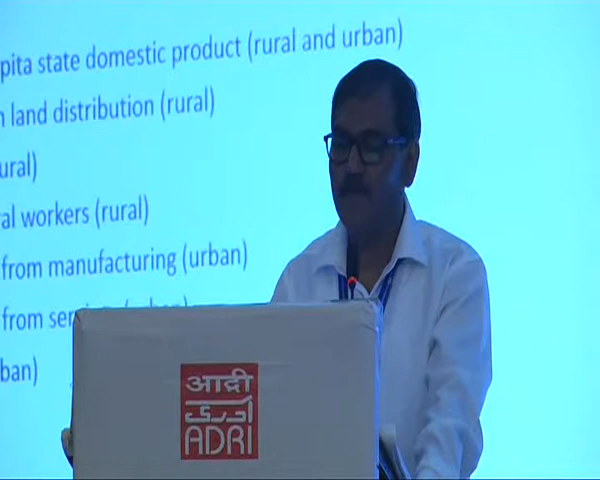 pita state domestic product (rural and urban)
land distribution (rural)
ural)
al workers (rural)
from manufacturing (urban)
from
ban)
आद्री
ادری
ADRI